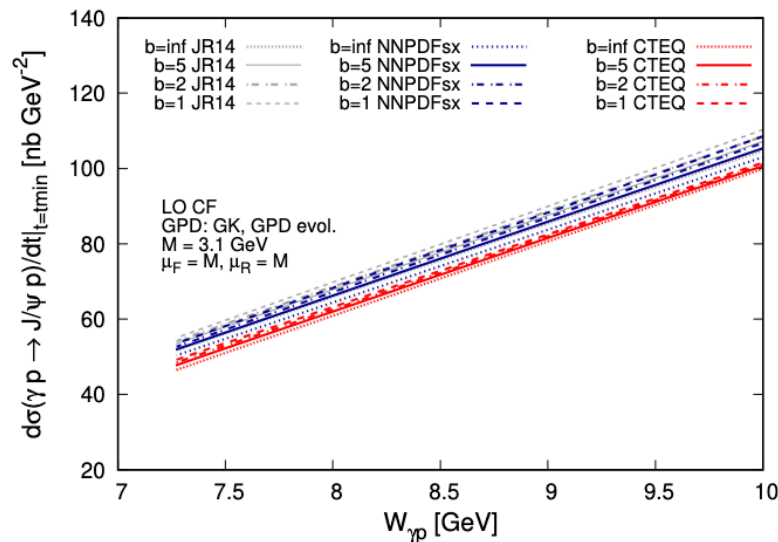 dσ(γ p → J/ψ p)/dt|t=tmin [nb GeV-2]
140
120
100
80
60
40
20
b=inf JR14
b=5 JR14
b=2 JR14
b=1 JR14
b=inf NNPDFsx
b=5 NNPDFsx
b=2 NNPDFsx
b=1 NNPDFsx
b=inf CTEQ
b=5 CTEQ
b=2 CTEQ
b=1 CTEQ
LO CF
GPD: GK, GPD evol.
M = 3.1 GeV
μF = M, μR = M
7 7.5 8 8.5 9 9.5 10
Wγp [GeV]